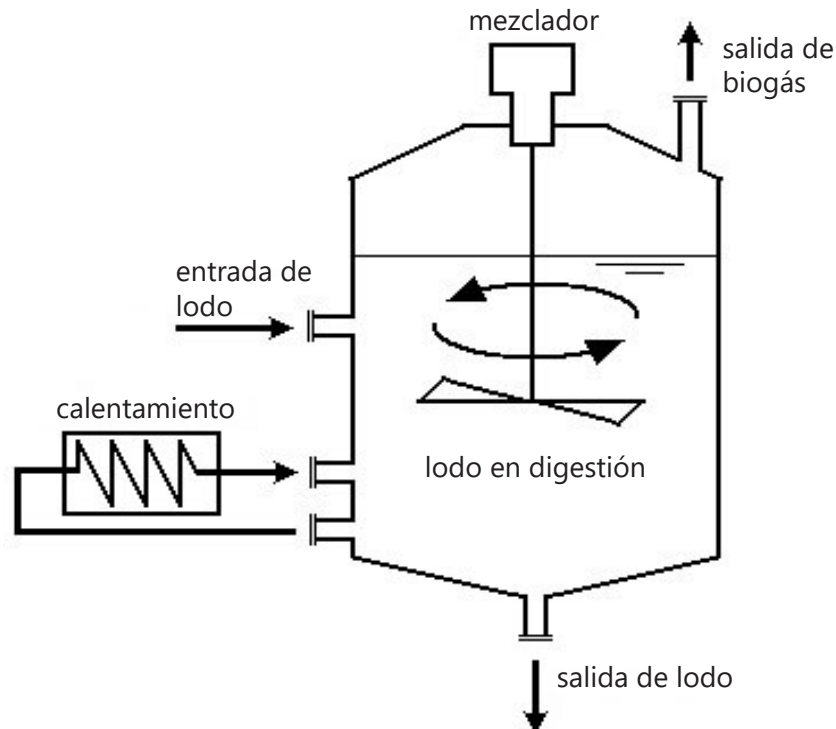 mezclador
salida de
biogás
entrada de
lodo
calentamiento
lodo en digestión
salida de lodo